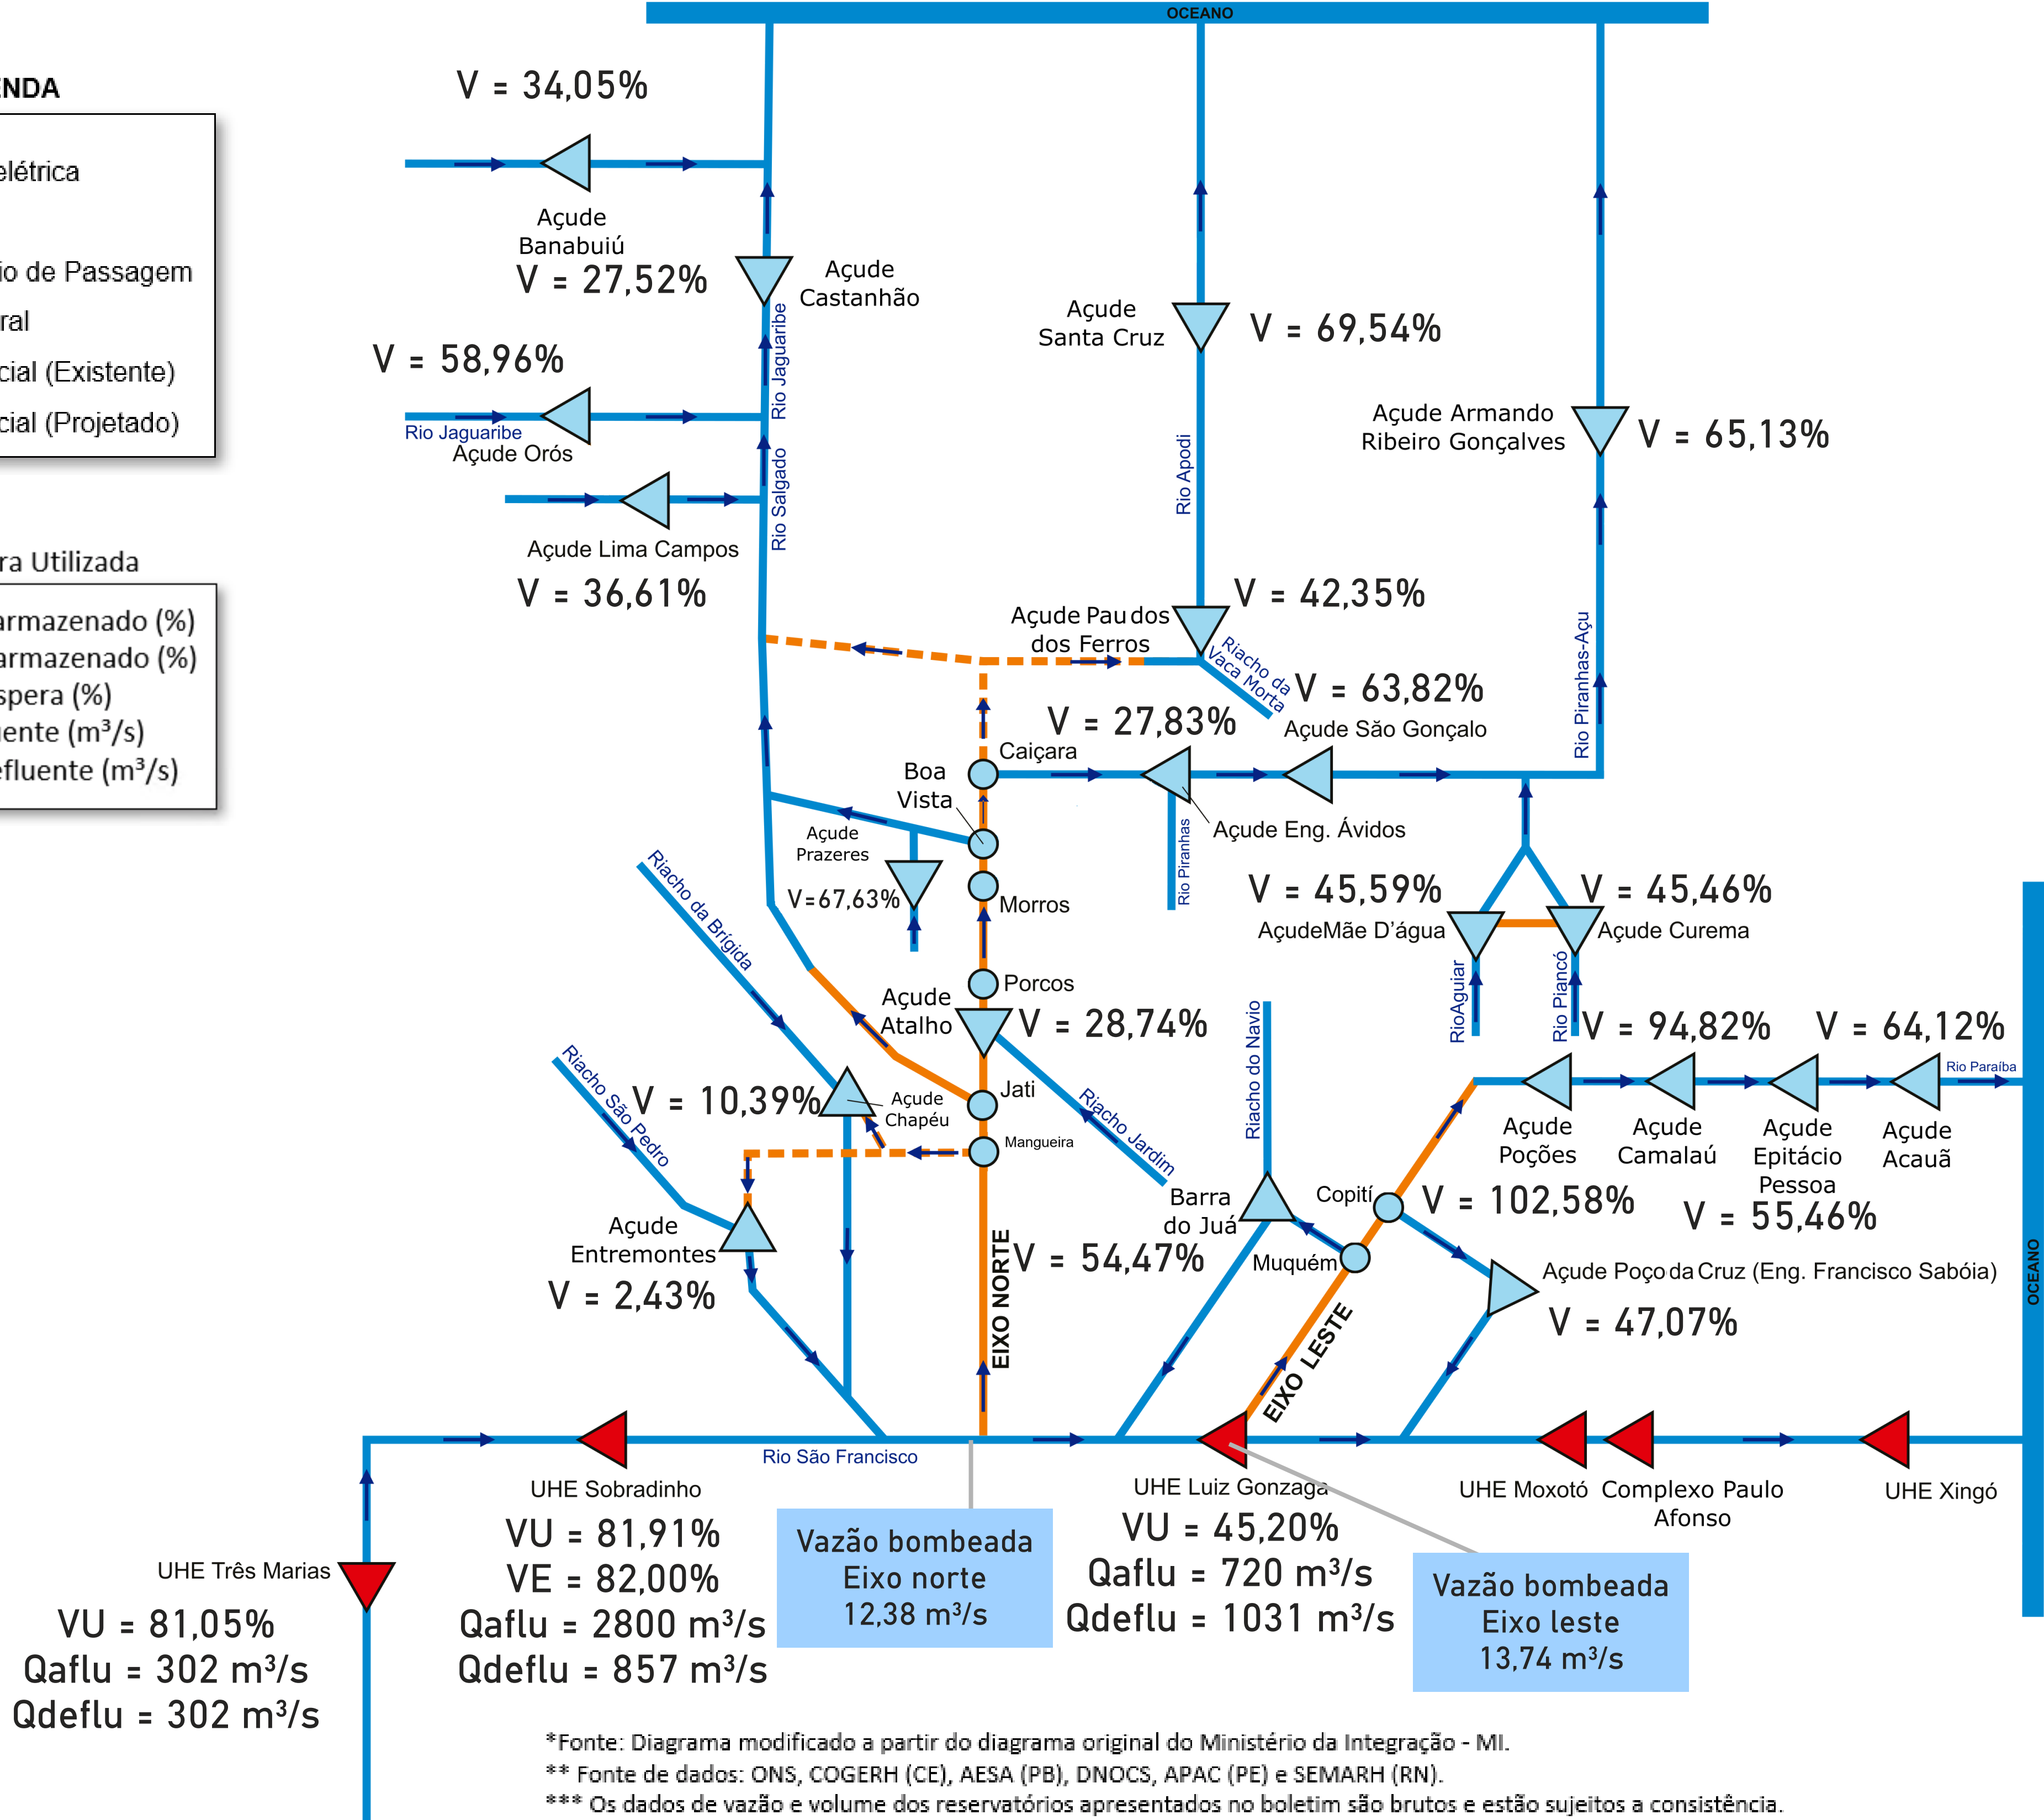 OCEANO
V = 34,05%
ENDA
elétrica
io de Passagem
ral
cial (Existente)
cial (Projetado)
Açude
Banabuiú
V = 27,52%
Açude
Castanhão
Rio Jaguaribe
Açude
Santa Cruz
V = 69,54%
V = 58,96%
Rio Jaguaribe
Açude Orós
Açude Armando
Ribeiro Gonçalves
V = 65,13%
Rio Apodi
Rio Salgado
Açude Lima Campos
V = 36,61%
ra Utilizada
armazenado (%)
armazenado (%)
spera (%)
uente (m³/s)
efluente (m³/s)
Açude Pau dos
dos Ferros
V = 42,35%
Riacho da
Vaca Morta
V = 63,82%
Açude São Gonçalo
V = 27,83%
Rio Piranhas-Açu
Caiçara
Boa
Vista
Açude Eng. Ávidos
Rio Piranhas
Açude
Prazeres
V=67,63%
Morros
Riacho da Brígida
V = 45,59%
AçudeMãe D'água
V = 45,46%
Açude Curema
RioAguiar
Rio Piancó
Porcos
Açude
Atalho
V = 28,74%
Riacho do Navio
V = 94,82%
V = 64,12%
Rio Paraíba
Riacho São Pedro
V = 10,39%
Açude
Chapéu
Jati
Mangueira
Riacho Jardim
Açude
Poções
Açude
Camalaú
Açude
Epitácio
Pessoa
Açude
Acauã
V = 102,58%
V = 55,46%
Barra
do Juá
Copití
Muquém
V = 54,47%
Açude
Entremontes
V = 2,43%
EIXO NORTE
EIXO LESTE
Açude Poço da Cruz (Eng. Francisco Sabóia)
V = 47,07%
OCEANO
Rio São Francisco
UHE Sobradinho
VU = 81,91%
VE = 82,00%
Qaflu = 2800 m³/s
Qdeflu = 857 m³/s
Vazão bombeada
Eixo norte
12,38 m³/s
UHE Luiz Gonzaga
VU = 45,20%
Qaflu = 720 m³/s
Qdeflu = 1031 m³/s
Vazão bombeada
Eixo leste
13,74 m³/s
UHE Moxotó
Complexo Paulo
Afonso
UHE Xingó
UHE Três Marias
VU = 81,05%
Qaflu = 302 m³/s
Qdeflu = 302 m³/s
*Fonte: Diagrama modificado a partir do diagrama original do Ministério da Integração - MI.
** Fonte de dados: ONS, COGERH (CE), AESA (PB), DNOCS, APAC (PE) e SEMARH (RN).
*** Os dados de vazão e volume dos reservatórios apresentados no boletim são brutos e estão sujeitos a consistência.